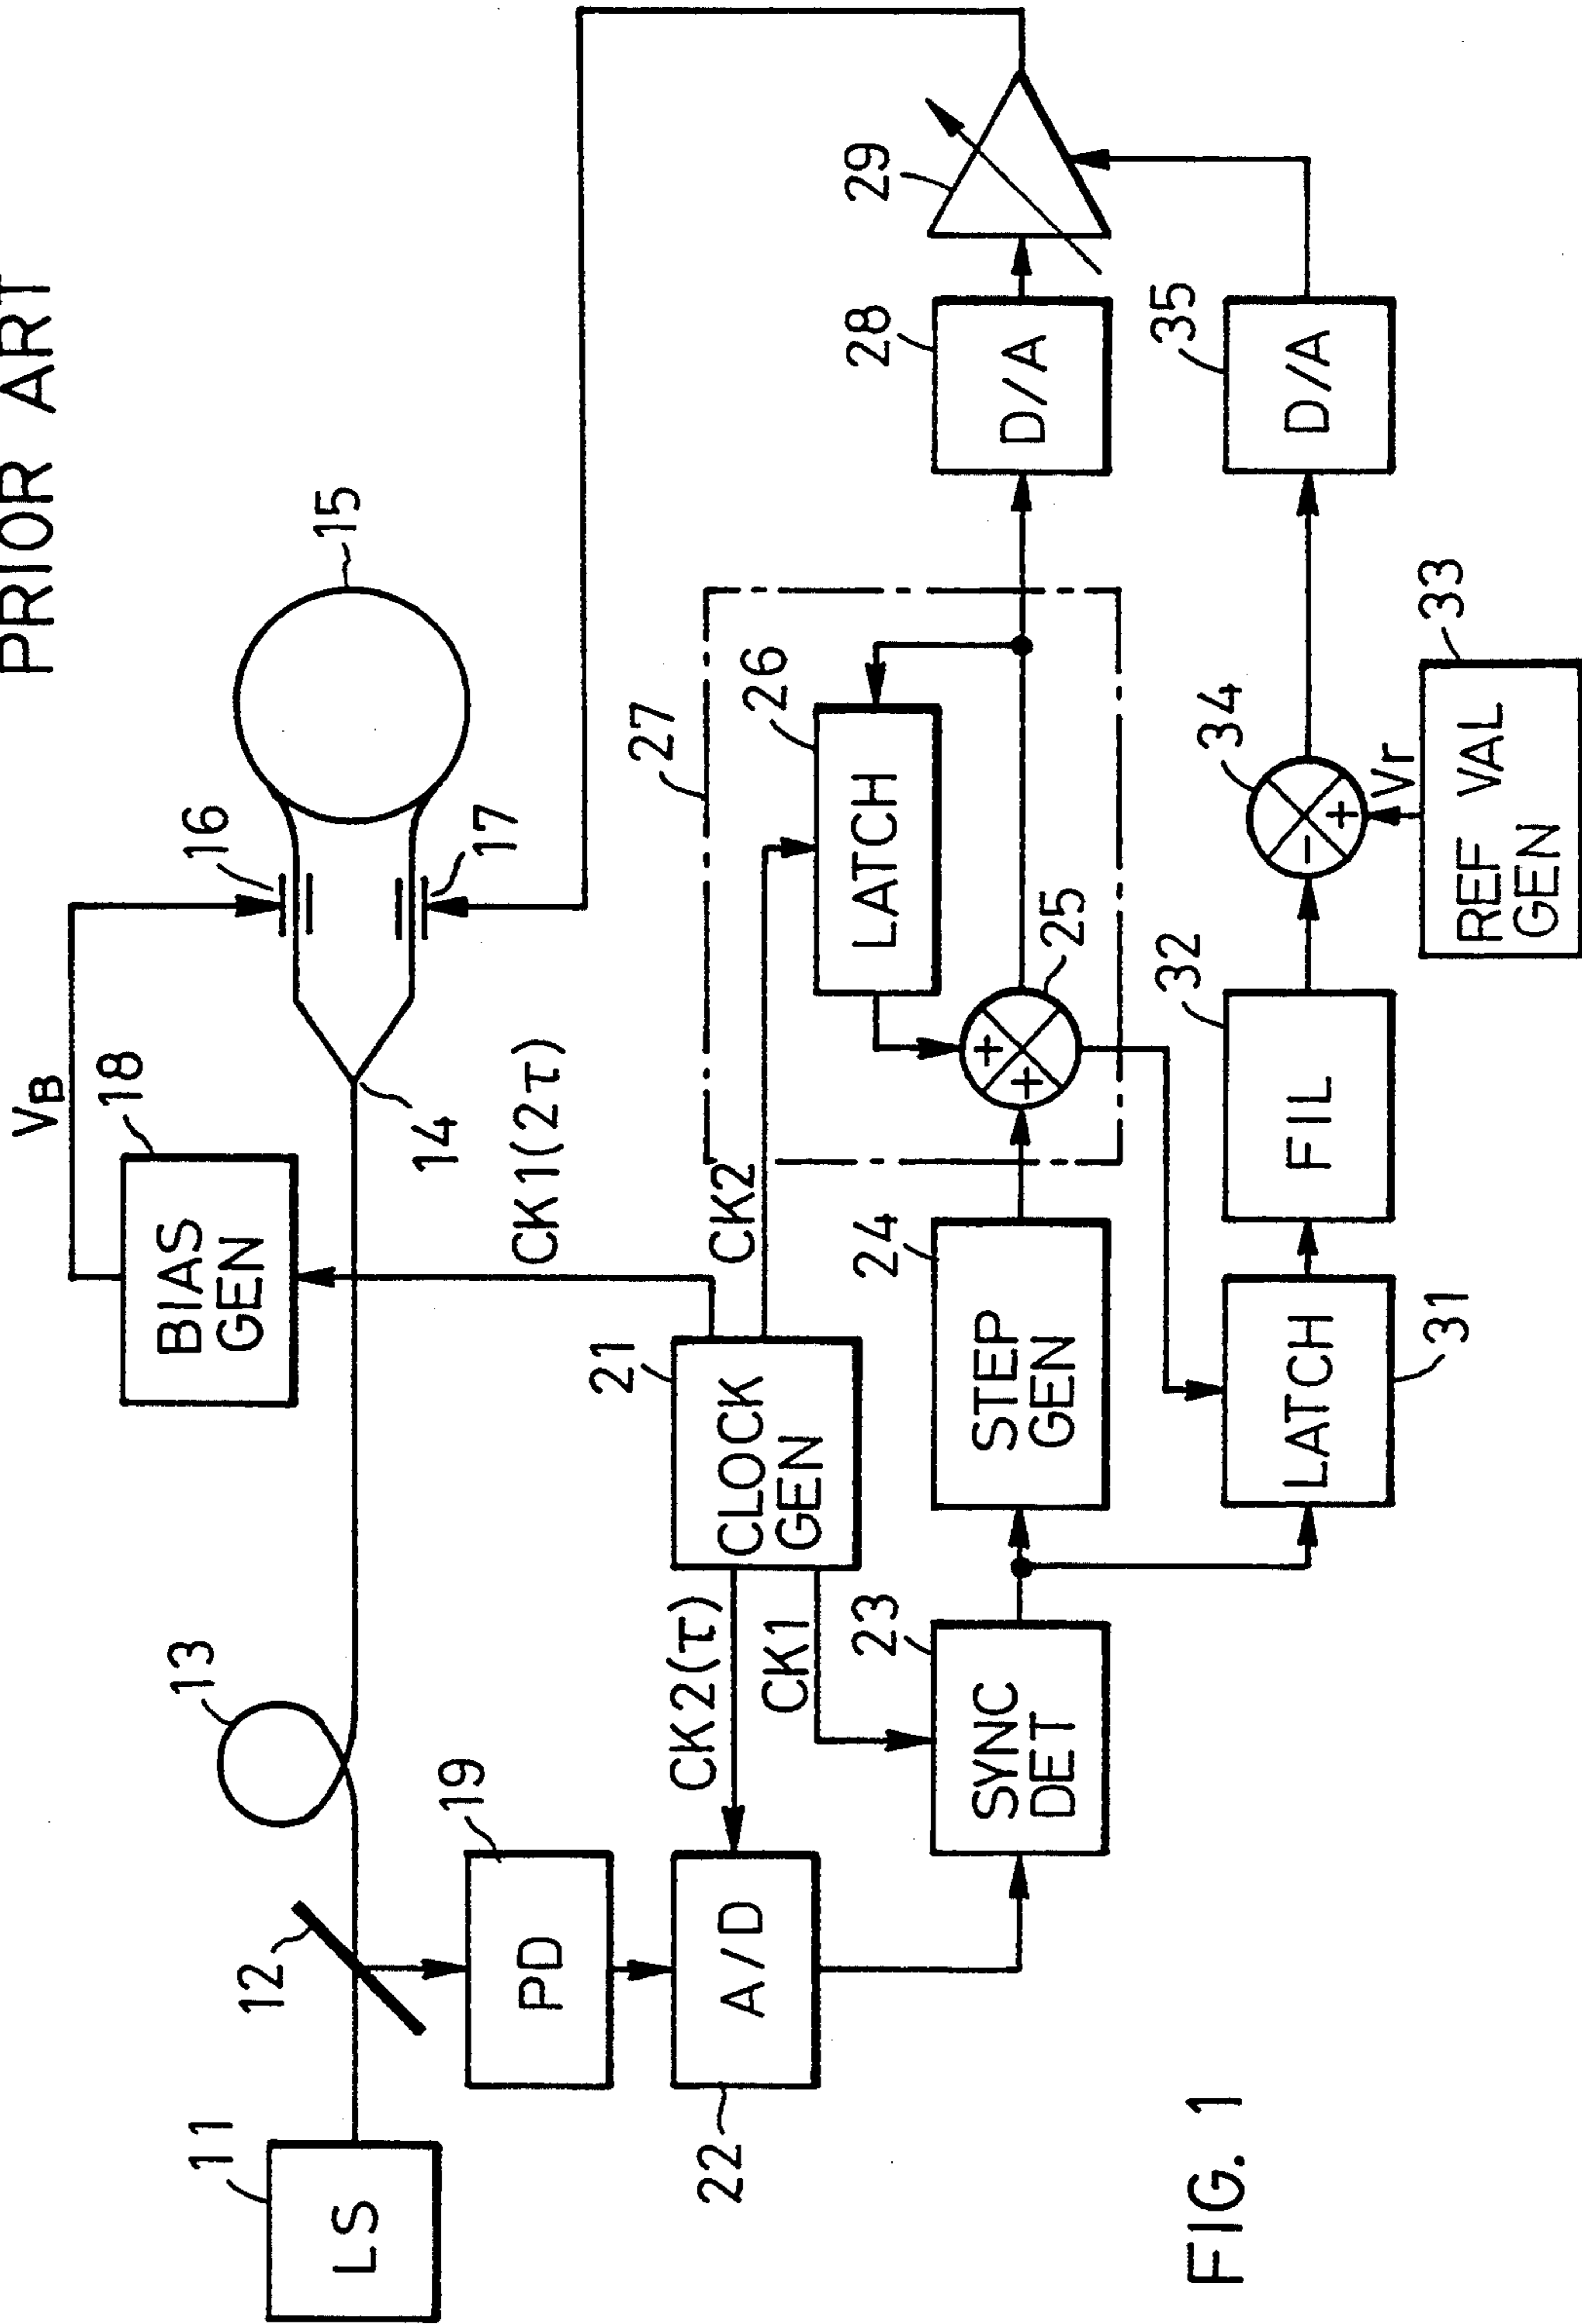 PRIOR ART
VB
18
BIAS
GEN
16
15
13
14
17
CK1(2τ)
11
LS
12
19
PD
21
CLOCK
GEN
CK2
27
26
LATCH
CK2(τ)
CK1
22
A/D
23
SYNC
DET
24
STEP
GEN
+
+
25
28
D/A
29
31
LATCH
32
FIL
34
-
+
Vr
35
D/A
33
REF VAL
GEN
FIG. 1